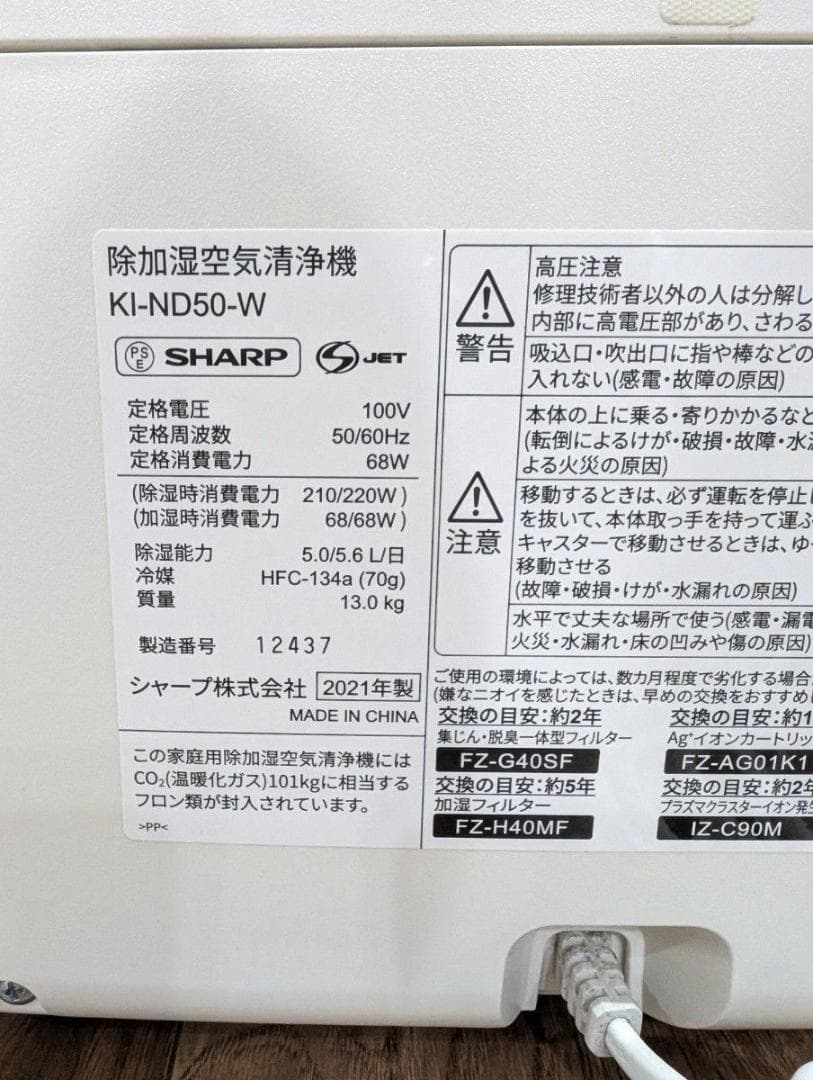 除加湿空気清浄機
KI-ND50-W
PS E SHARP S JET
定格電圧 100V
定格周波数 50/60Hz
定格消費電力 68W
(除湿時消費電力 210/220W)
(加湿時消費電力 68/68W)
除湿能力 5.0/5.6 L/日
冷媒 HFC-134a (70g)
質量 13.0 kg
製造番号 12437
シャープ株式会社 2021年製
MADE IN CHINA
この家庭用除加湿空気清浄機には
CO₂(温暖化ガス)101kgに相当する
フロン類が封入されています。
>PP<
警告
高圧注意
修理技術者以外の人は分解し
内部に高電圧部があり、さわる
吸込口・吹出口に指や棒などの
入れない(感電・故障の原因)
注意
本体の上に乗る・寄りかかるなど
(転倒によるけが・破損・故障・水漏
よる火災の原因)
移動するときは、必ず運転を停止し
を抜いて、本体取っ手を持って運ぶ
キャスターで移動させるときは、ゆ
移動させる
(故障・破損・けが・水漏れの原因)
水平で丈夫な場所で使う(感電・漏電
火災・水漏れ・床の凹みや傷の原因)
ご使用の環境によっては、数カ月程度で劣化する場合
(嫌なニオイを感じたときは、早めの交換をおすすめ
交換の目安：約2年
集じん・脱臭一体型フィルター
FZ-G40SF
交換の目安：約5年
加湿フィルター
FZ-H40MF
交換の目安：約1
Ag⁺イオンカートリッ
FZ-AG01K1
交換の目安：約2年
プラズマクラスターイオン発生
IZ-C90M